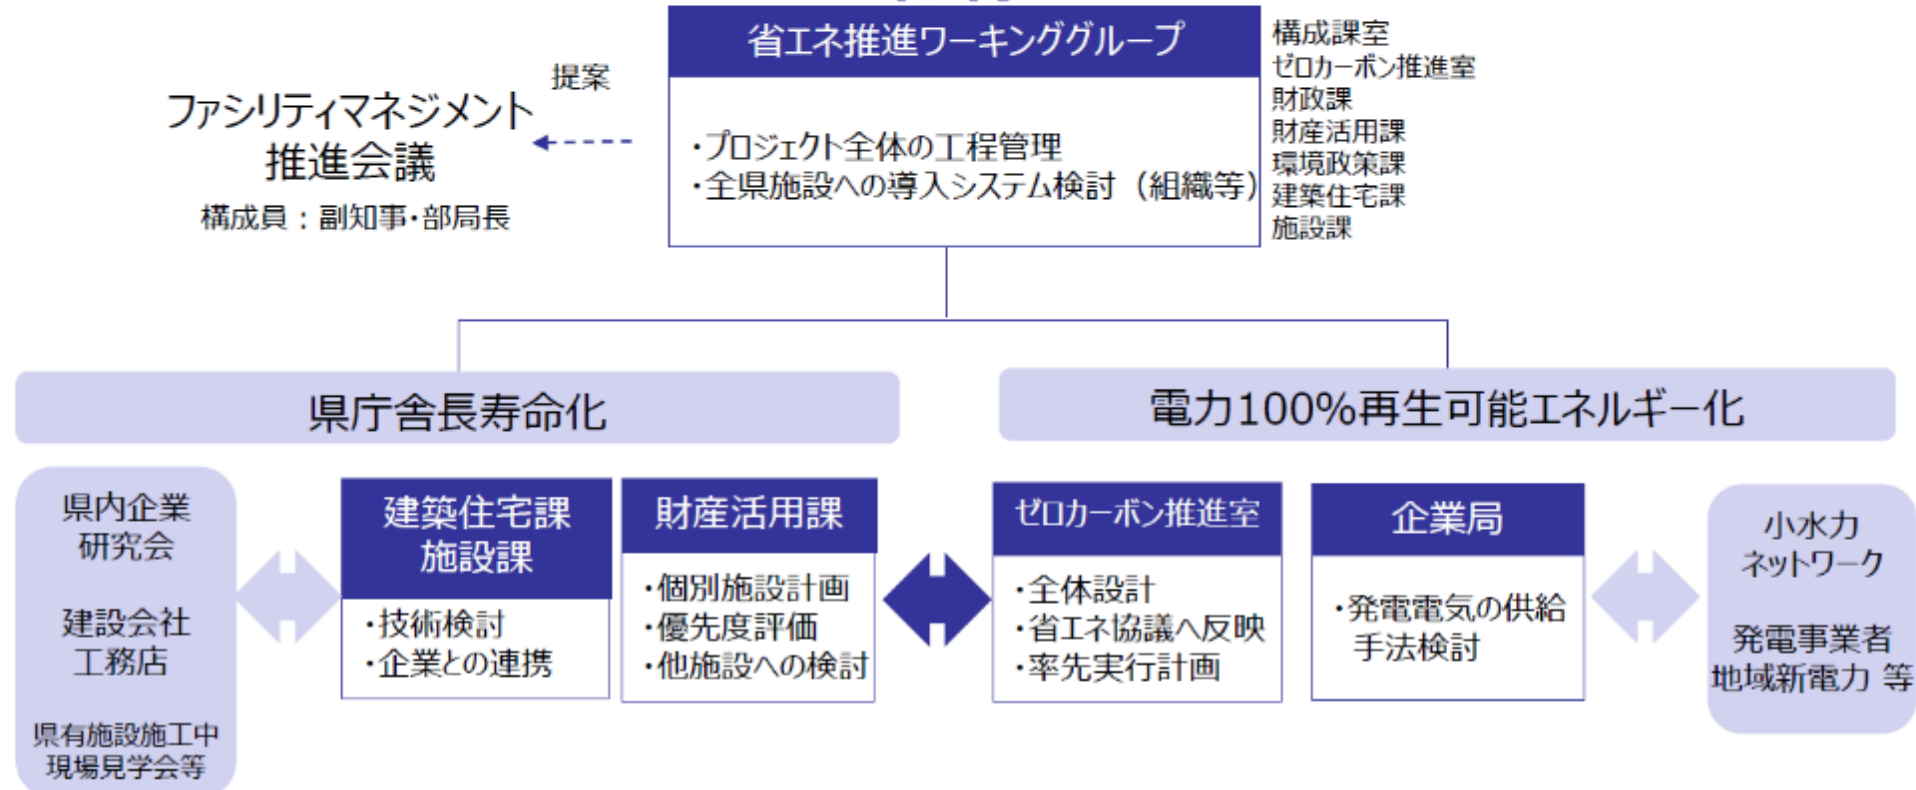 省エネ推進ワーキンググループ
・プロジェクト全体の工程管理
・全県施設への導入システム検討（組織等）
構成課室
ゼロカーボン推進室
財政課
財産活用課
環境政策課
建築住宅課
施設課
提案
ファシリティマネジメント
推進会議
構成員：副知事・部局長
県庁舎長寿命化
電力100%再生可能エネルギー化
県内企業
研究会
建設会社
工務店
県有施設施工中
現場見学会等
建築住宅課
施設課
・技術検討
・企業との連携
財産活用課
・個別施設計画
・優先度評価
・他施設への検討
ゼロカーボン推進室
・全体設計
・省エネ協議へ反映
・率先実行計画
企業局
・発電電気の供給
手法検討
小水力
ネットワーク
発電事業者
地域新電力 等